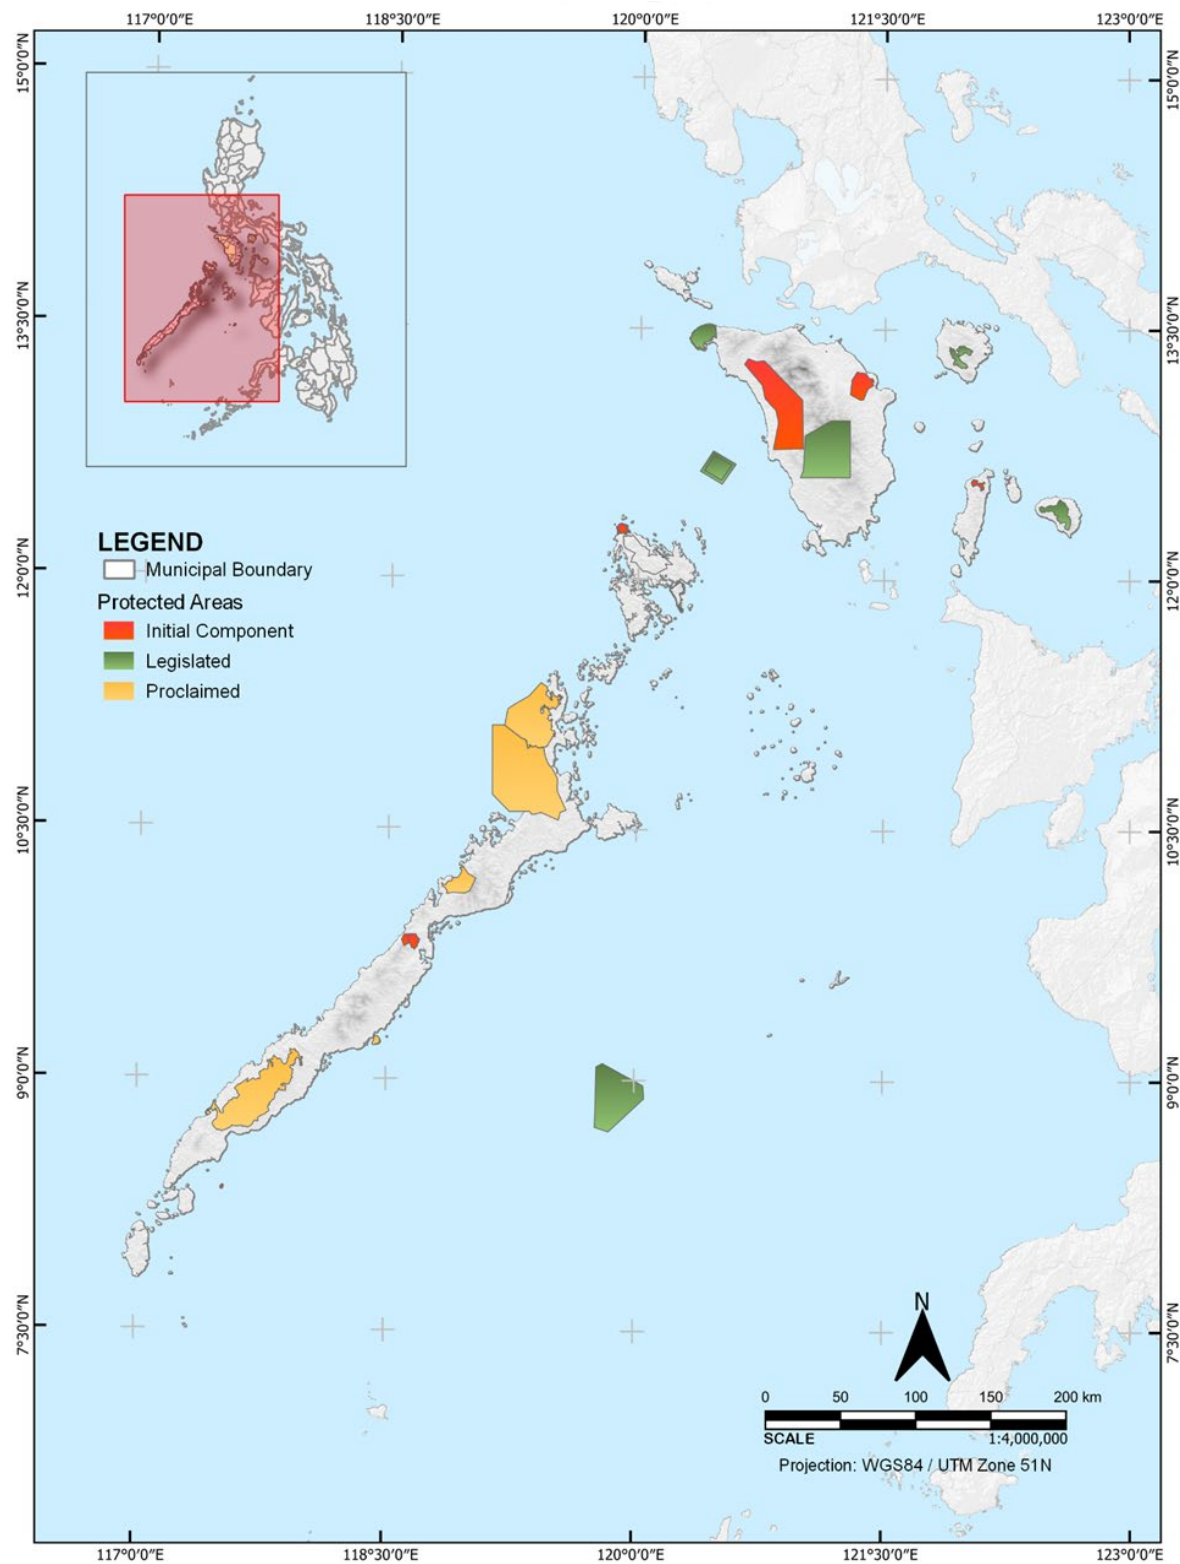 117°0'0"E 118°30'0"E 120°0'0"E 121°30'0"E 123°0'0"E
15°0'0"N 15°0'0"N
13°30'0"N 13°30'0"N
LEGEND
Municipal Boundary
12°0'0"N 12°0'0"N
Protected Areas
Initial Component
Legislated
Proclaimed
10°30'0"N 10°30'0"N
9°0'0"N 9°0'0"N
7°30'0"N 7°30'0"N
N
0 50 100 150 200 km
SCALE 1:4,000,000
Projection: WGS84 / UTM Zone 51N
117°0'0"E 118°30'0"E 120°0'0"E 121°30'0"E 123°0'0"E